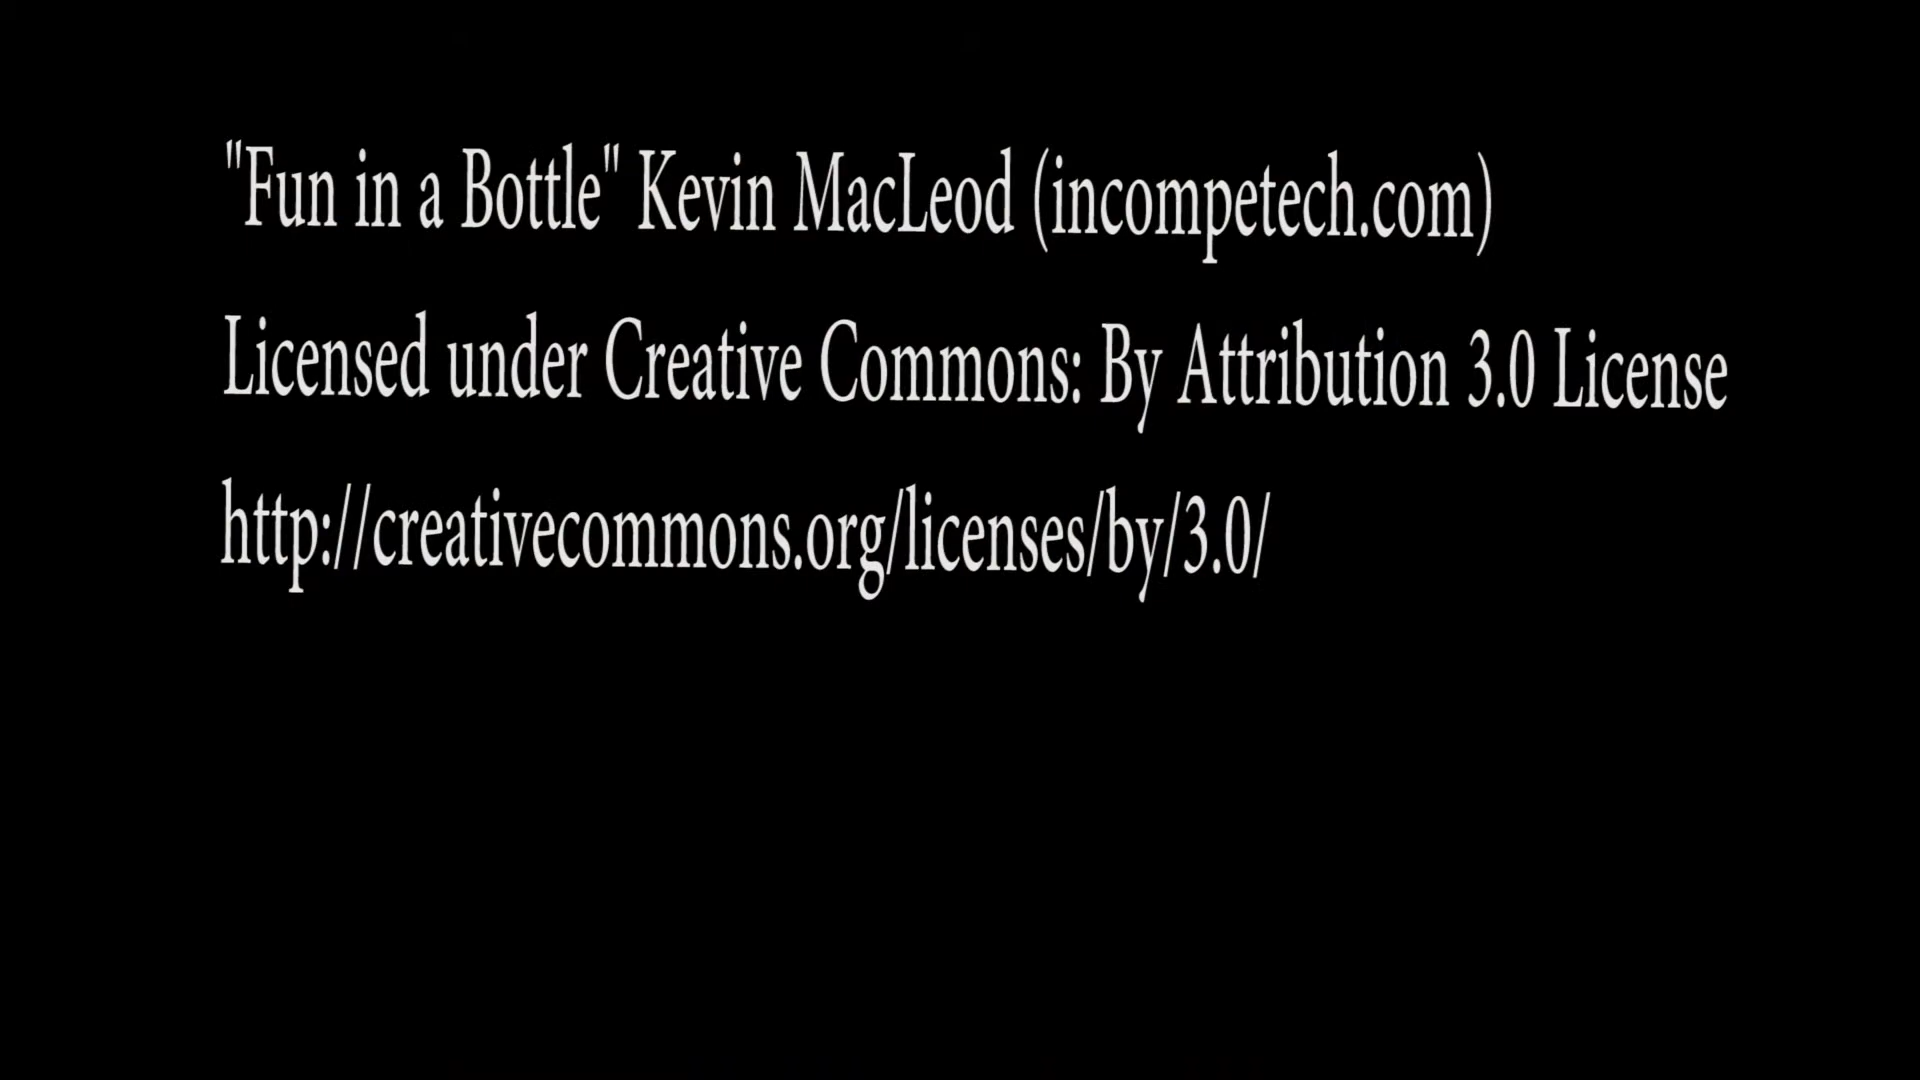 "Fun in a Bottle" Kevin MacLeod (incompetech.com)
Licensed under Creative Commons: By Attribution 3.0 License
http://creativecommons.org/licenses/by/3.0/